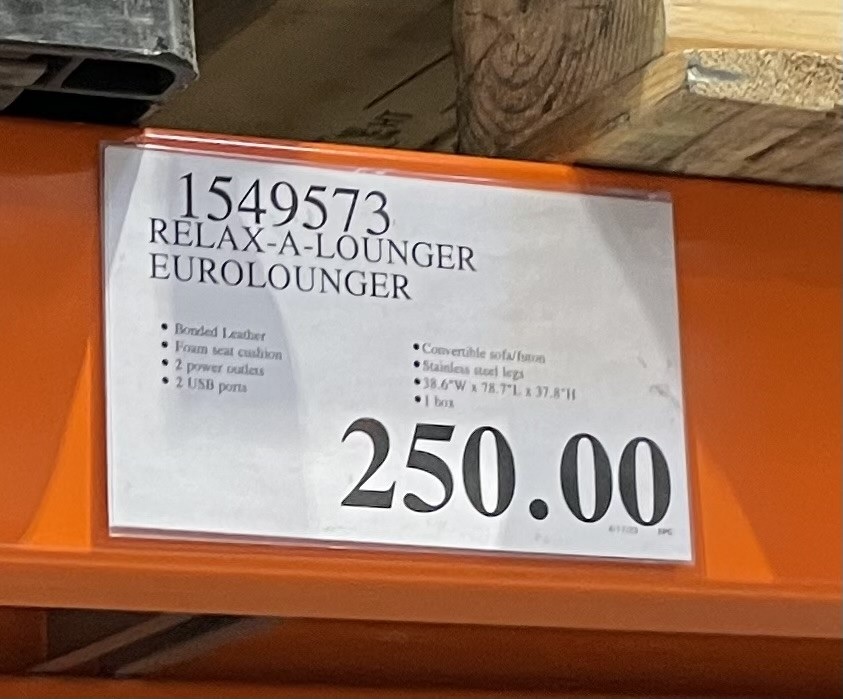 1549573
RELAX-A-LOUNGER
EUROLOUNGER
• Bonded Leather
• Foam seat cushion
• 2 power outlets
• 2 USB ports
• Convertible sofa/futon
• Stainless steel legs
• 38.6"W x 78.7"L x 37.8"H
• 1 box
250.00